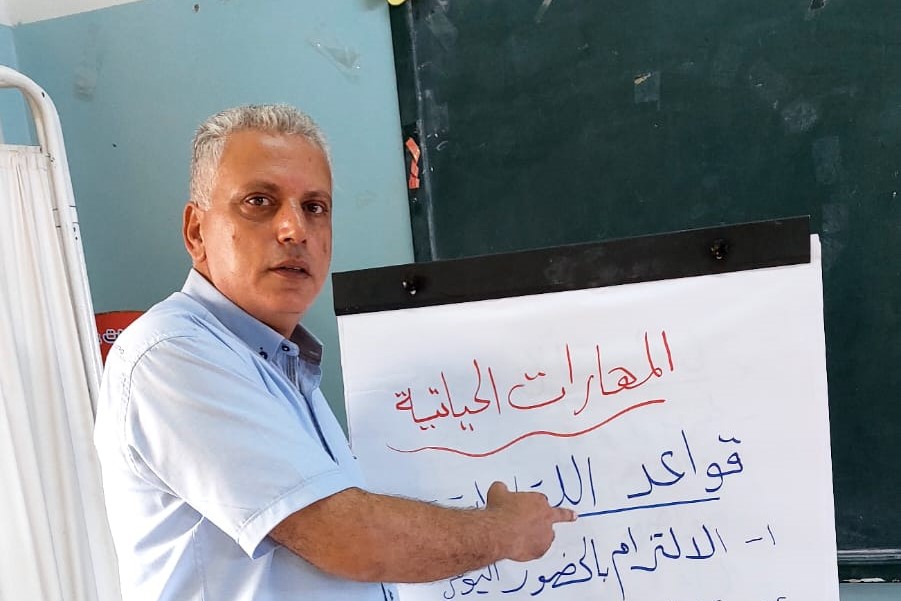 المهارات الحياتية
قواعد
١- الالتزام بالحضور اليومي